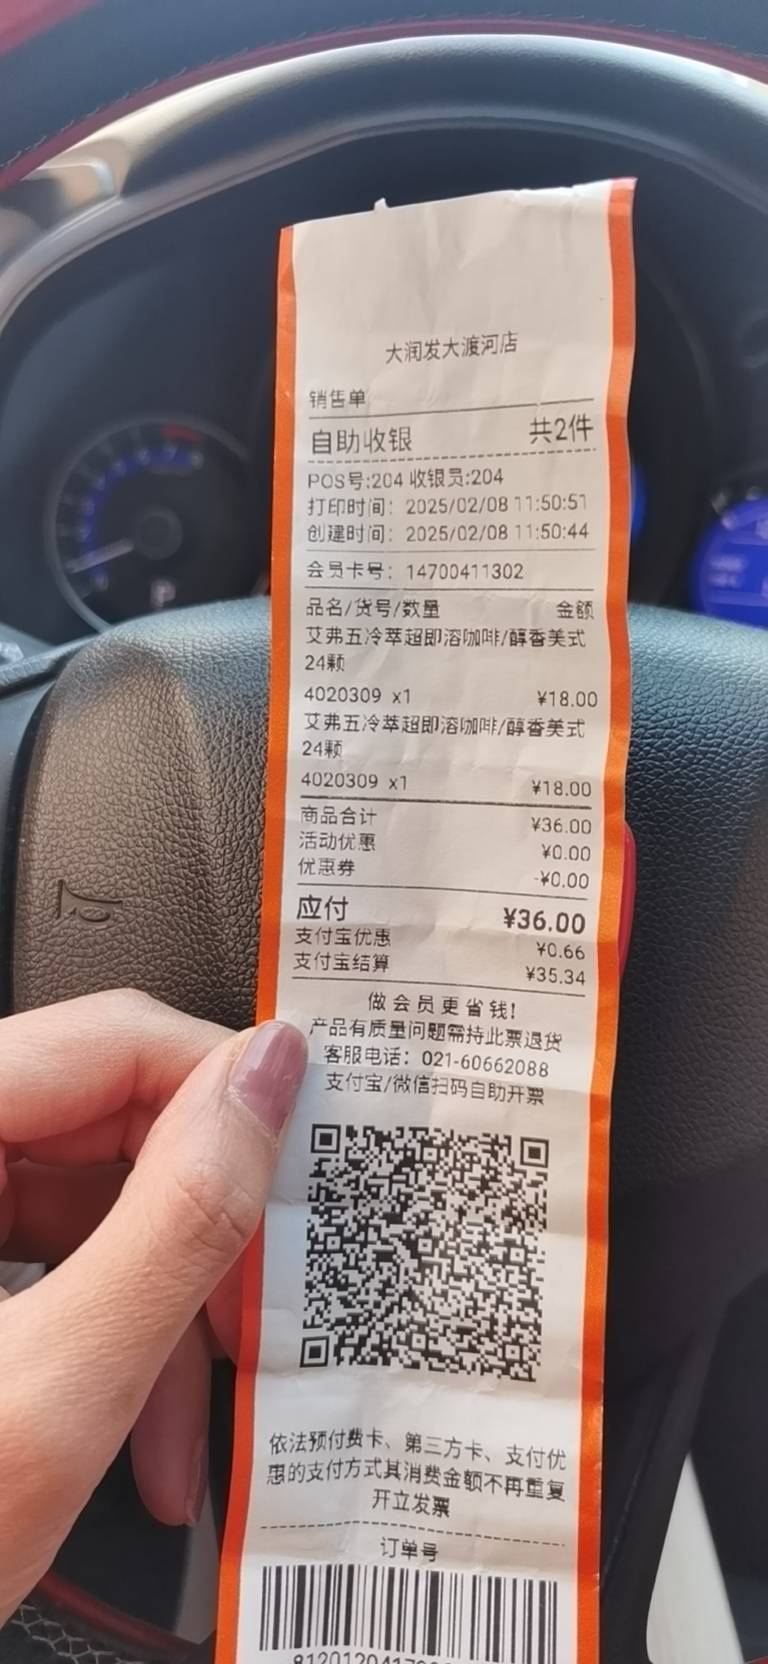 大润发大渡河店
销售单
自助收银 共2件
POS号:204 收银员:204
打印时间: 2025/02/08 11:50:51
创建时间: 2025/02/08 11:50:44
会员卡号: 14700411302
品名/货号/数量 金额
艾弗五冷萃超即溶咖啡/醇香美式
24颗
4020309 x1 ¥18.00
艾弗五冷萃超即溶咖啡/醇香美式
24颗
4020309 x1 ¥18.00
商品合计 ¥36.00
活动优惠 ¥0.00
优惠券 -¥0.00
应付 ¥36.00
支付宝优惠 ¥0.66
支付宝结算 ¥35.34
做会员更省钱!
产品有质量问题需持此票退货
客服电话: 021-60662088
支付宝/微信扫码自助开票
依法预付费卡、第三方卡、支付优
惠的支付方式其消费金额不再重复
开立发票
订单号